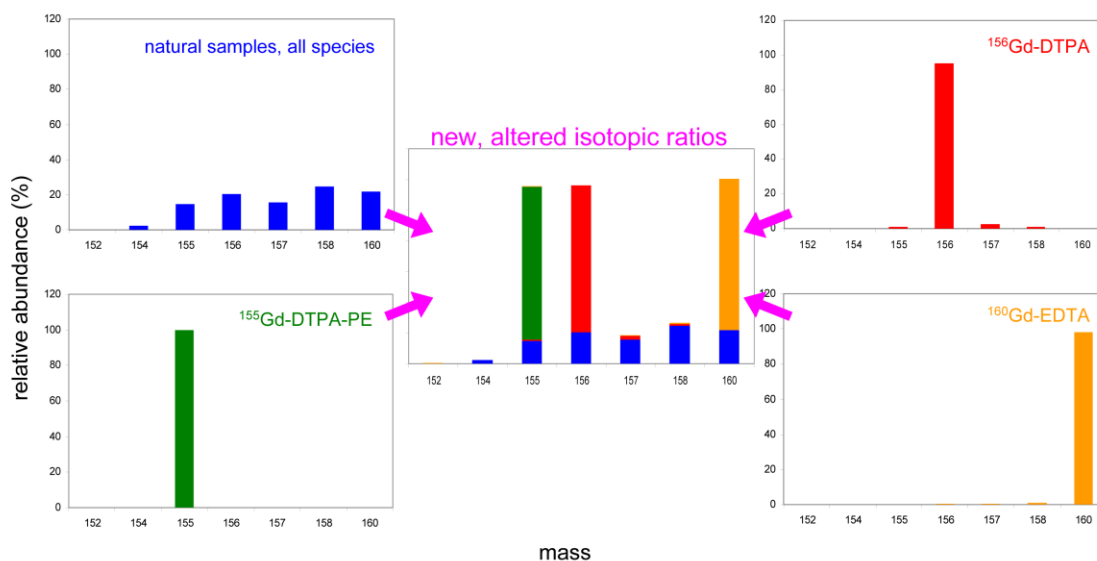 120
100
80
60
40
20
0
natural samples, all species
152 154 155 156 157 158 160
120
100
80
60
40
20
0
¹⁵⁶Gd-DTPA
152 154 155 156 157 158 160
new, altered isotopic ratios
152 154 155 156 157 158 160
relative abundance (%)
120
100
80
60
40
20
0
¹⁵⁵Gd-DTPA-PE
152 154 155 156 157 158 160
120
100
80
60
40
20
0
¹⁶⁰Gd-EDTA
152 154 155 156 157 158 160
mass